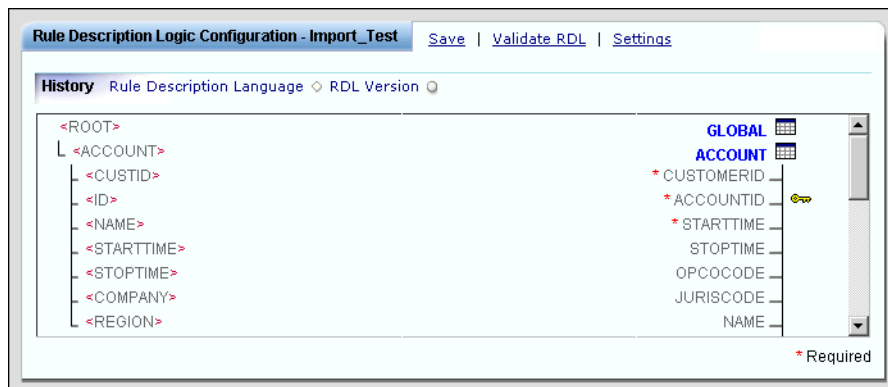 Rule Description Logic Configuration - Import_Test Save | Validate RDL | Settings
History Rule Description Language RDL Version
<ROOT> GLOBAL
<ACCOUNT> ACCOUNT
<CUSTID> * CUSTOMERID
<ID> * ACCOUNTID
<NAME> * STARTTIME
<STARTTIME> STOPTIME
<STOPTIME> OPCOCODE
<COMPANY> JURISCODE
<REGION> NAME
* Required